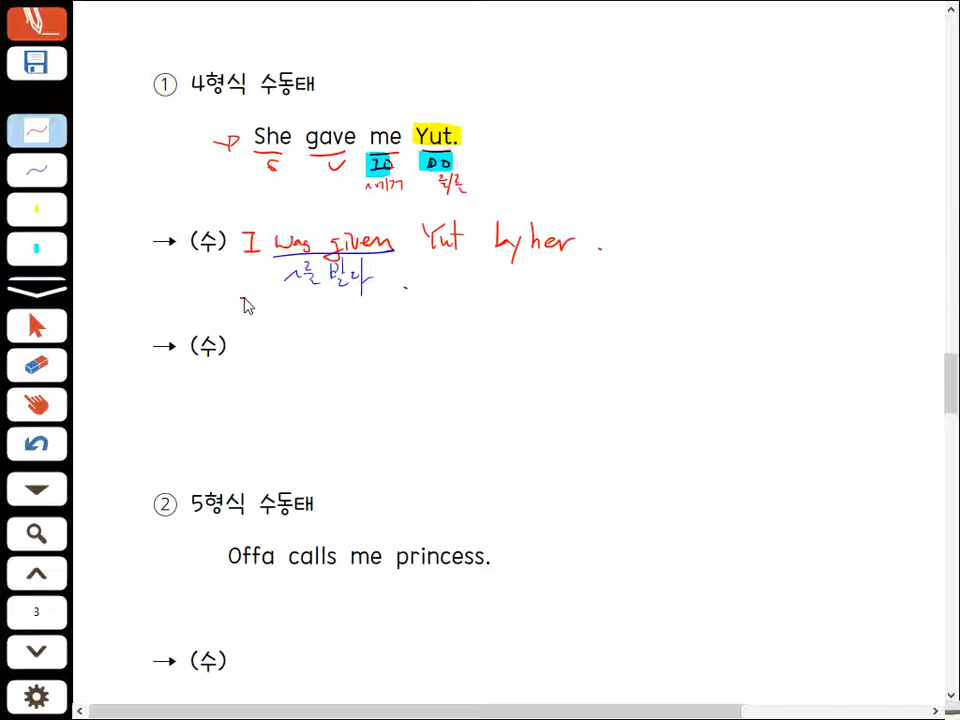 ① 4형식 수동태
She gave me Yut.
S V IO DO
에게 을/를
→ (수) I was given Yut by her .
를 받다 .
→ (수)
② 5형식 수동태
Offa calls me princess.
→ (수)
3